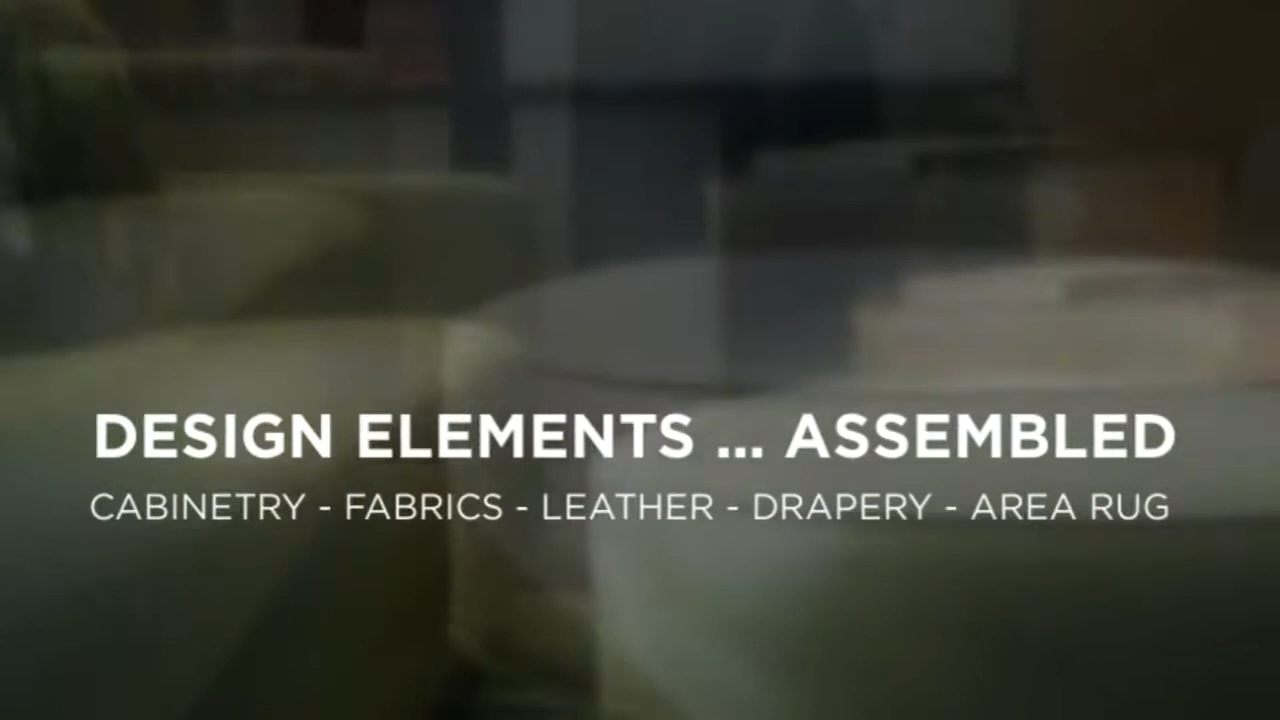 DESIGN ELEMENTS ... ASSEMBLED
CABINETRY - FABRICS - LEATHER - DRAPERY - AREA RUG